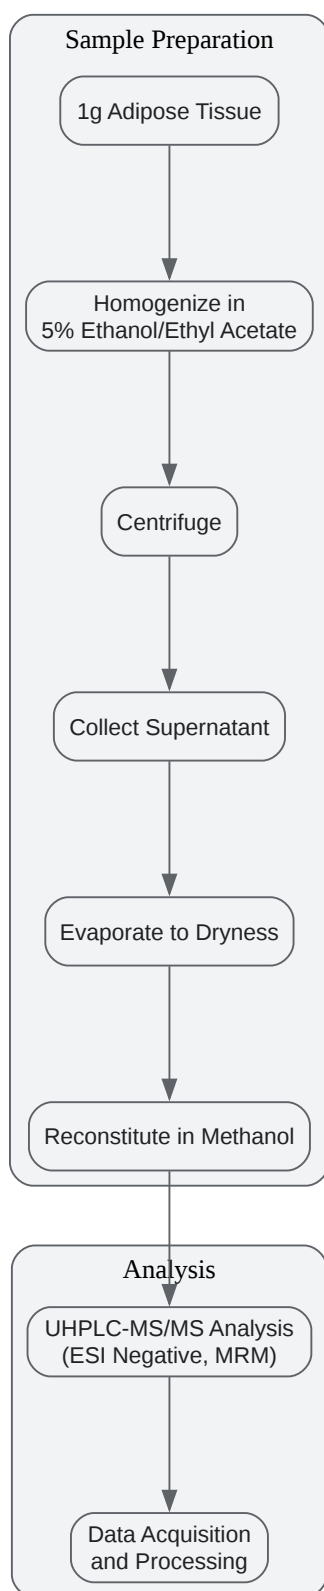 Sample Preparation
1g Adipose Tissue
Homogenize in
5% Ethanol/Ethyl Acetate
Centrifuge
Collect Supernatant
Evaporate to Dryness
Reconstitute in Methanol
Analysis
UHPLC-MS/MS Analysis
(ESI Negative, MRM)
Data Acquisition
and Processing